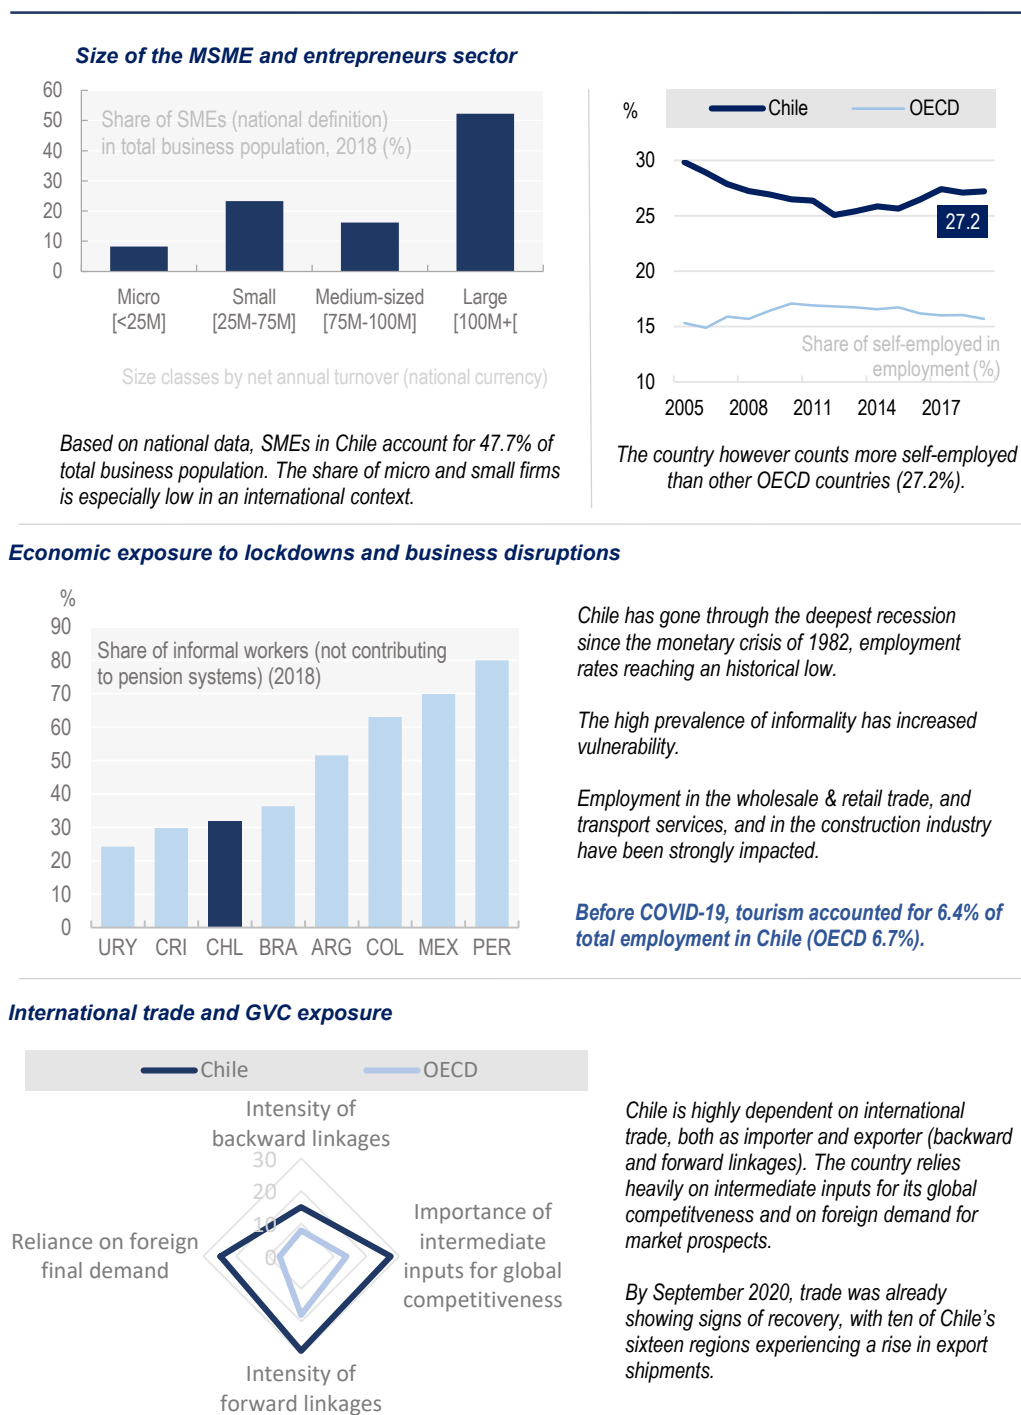 Size of the MSME and entrepreneurs sector
60
50
40
30
20
10
0
Share of SMEs (national definition)
in total business population, 2018 (%)
Micro
[<25M]
Small
[25M-75M]
Medium-sized
[75M-100M]
Large
[100M+[
Size classes by net annual turnover (national currency)
Based on national data, SMEs in Chile account for 47.7% of
total business population. The share of micro and small firms
is especially low in an international context.
%
Chile OECD
30
25
20
15
10
27.2
Share of self-employed in
employment (%)
2005 2008 2011 2014 2017
The country however counts more self-employed
than other OECD countries (27.2%).
Economic exposure to lockdowns and business disruptions
%
90
80
70
60
50
40
30
20
10
0
Share of informal workers (not contributing
to pension systems) (2018)
URY CRI CHL BRA ARG COL MEX PER
Chile has gone through the deepest recession
since the monetary crisis of 1982, employment
rates reaching an historical low.
The high prevalence of informality has increased
vulnerability.
Employment in the wholesale & retail trade, and
transport services, and in the construction industry
have been strongly impacted.
Before COVID-19, tourism accounted for 6.4% of
total employment in Chile (OECD 6.7%).
International trade and GVC exposure
Chile OECD
Intensity of
backward linkages
30
20
10
0
Importance of
intermediate
inputs for global
competitiveness
Reliance on foreign
final demand
Intensity of
forward linkages
Chile is highly dependent on international
trade, both as importer and exporter (backward
and forward linkages). The country relies
heavily on intermediate inputs for its global
competitveness and on foreign demand for
market prospects.
By September 2020, trade was already
showing signs of recovery, with ten of Chile's
sixteen regions experiencing a rise in export
shipments.